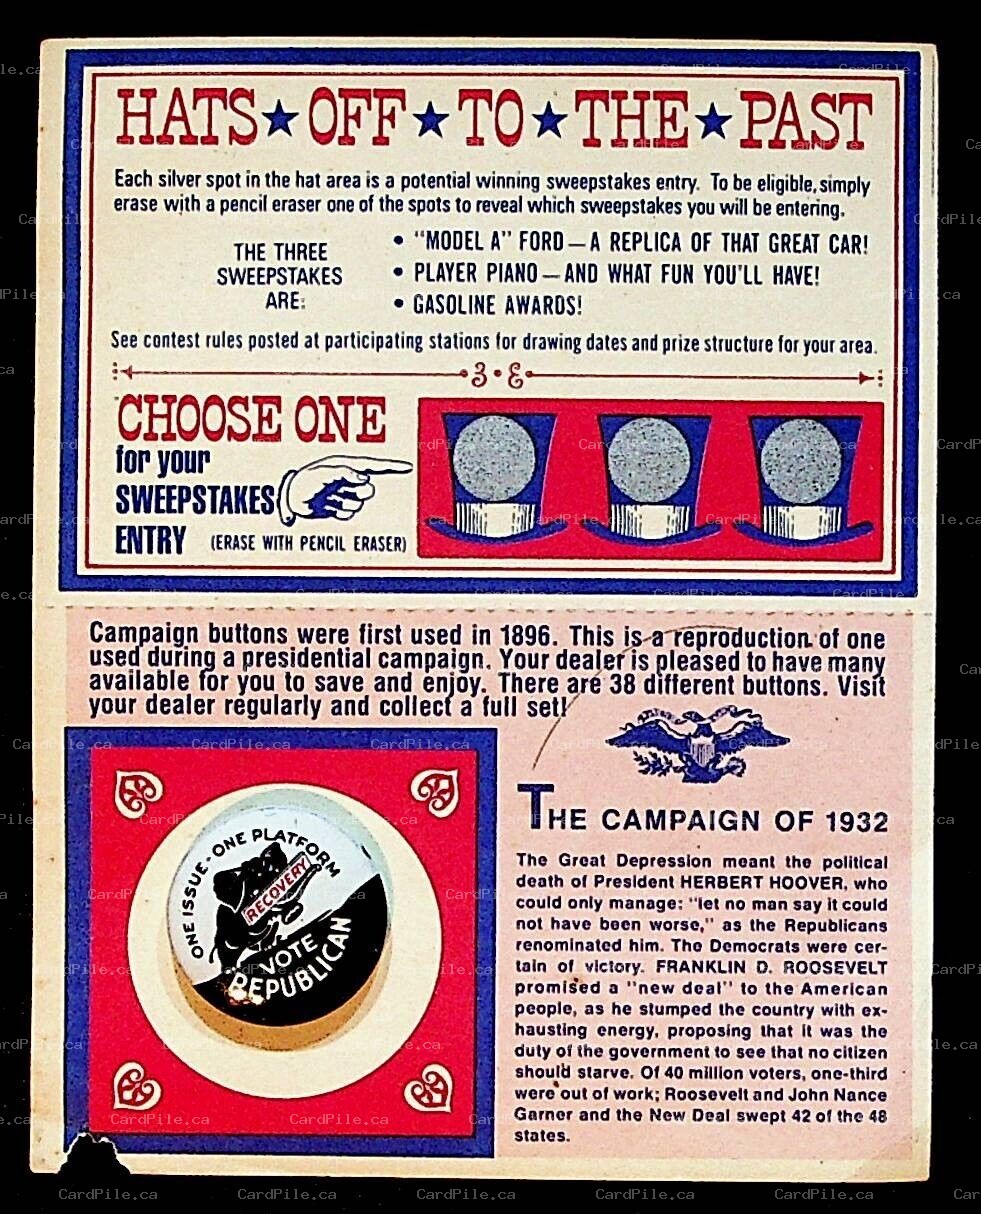 HATS★OFF★TO★THE★PAST
Each silver spot in the hat area is a potential winning sweepstakes entry. To be eligible, simply
erase with a pencil eraser one of the spots to reveal which sweepstakes you will be entering.
THE THREE
SWEEPSTAKES
ARE:
• "MODEL A" FORD — A REPLICA OF THAT GREAT CAR!
• PLAYER PIANO — AND WHAT FUN YOU'LL HAVE!
• GASOLINE AWARDS!
See contest rules posted at participating stations for drawing dates and prize structure for your area.
CHOOSE ONE
for your
SWEEPSTAKES
ENTRY (ERASE WITH PENCIL ERASER)
Campaign buttons were first used in 1896. This is a reproduction of one
used during a presidential campaign. Your dealer is pleased to have many
available for you to save and enjoy. There are 38 different buttons. Visit
your dealer regularly and collect a full set!
ONE ISSUE - ONE PLATFORM
RECOVERY
VOTE
REPUBLICAN
THE CAMPAIGN OF 1932
The Great Depression meant the political
death of President HERBERT HOOVER, who
could only manage: "let no man say it could
not have been worse," as the Republicans
renominated him. The Democrats were cer-
tain of victory. FRANKLIN D. ROOSEVELT
promised a "new deal" to the American
people, as he stumped the country with ex-
hausting energy, proposing that it was the
duty of the government to see that no citizen
should starve. Of 40 million voters, one-third
were out of work; Roosevelt and John Nance
Garner and the New Deal swept 42 of the 48
states.
CardPile.ca CardPile.ca CardPile.ca CardPile.ca CardPile.ca